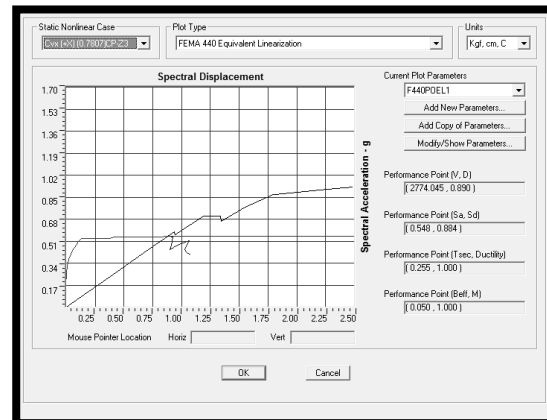 Static Nonlinear Case
Cvx (+X) (0.7807)CP-Z3
Plot Type
FEMA 440 Equivalent Linearization
Units
Kgf, cm, C
Spectral Displacement
1.70
1.53
1.36
1.19
1.02
0.85
0.68
0.51
0.34
0.17
0.25 0.50 0.75 1.00 1.25 1.50 1.75 2.00 2.25 2.50
Spectral Acceleration - g
Mouse Pointer Location Horiz Vert
Current Plot Parameters
F440POEL1
Add New Parameters...
Add Copy of Parameters...
Modify/Show Parameters...
Performance Point (V, D)
( 2774.045 , 0.890 )
Performance Point (Sa, Sd)
( 0.548 , 0.884 )
Performance Point (Tsec, Ductility)
( 0.255 , 1.000 )
Performance Point (Beff, M)
( 0.050 , 1.000 )
OK Cancel